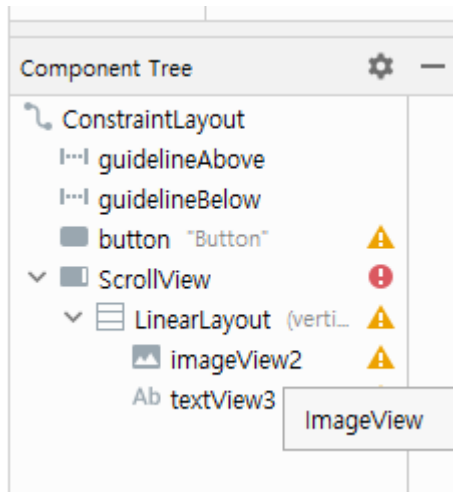 Component Tree
ConstraintLayout
guidelineAbove
guidelineBelow
button "Button"
ScrollView
LinearLayout (verti...
imageView2
Ab textView3
ImageView